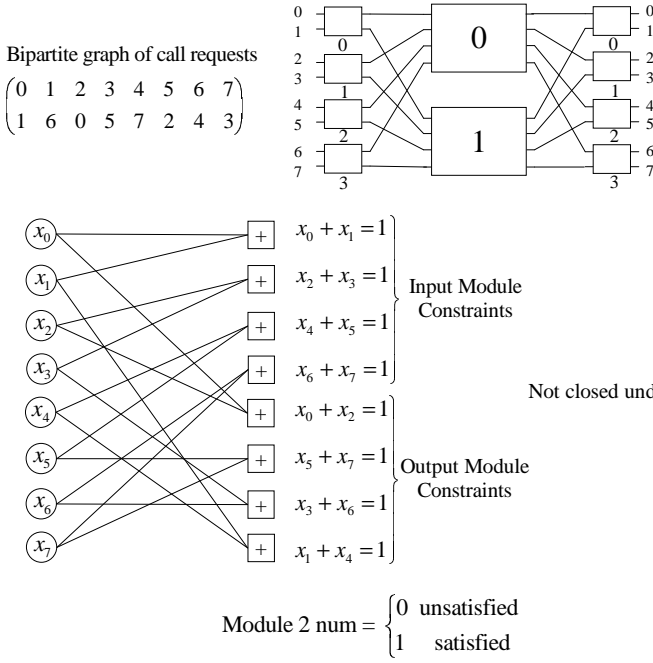 Bipartite graph of call requests
0 1 2 3 4 5 6 7
1 6 0 5 7 2 4 3
0
1
2
3
4
5
6
7
0
1
2
3
0
1
0
1
2
3
4
5
6
7
0
1
2
3
x₀
x₁
x₂
x₃
x₄
x₅
x₆
x₇
+
+
+
+
+
+
+
+
x₀ + x₁ = 1
x₂ + x₃ = 1
x₄ + x₅ = 1
x₆ + x₇ = 1
Input Module
Constraints
x₀ + x₂ = 1
x₅ + x₇ = 1
x₃ + x₆ = 1
x₁ + x₄ = 1
Output Module
Constraints
Not closed und
Module 2 num = { 0 unsatisfied
1 satisfied